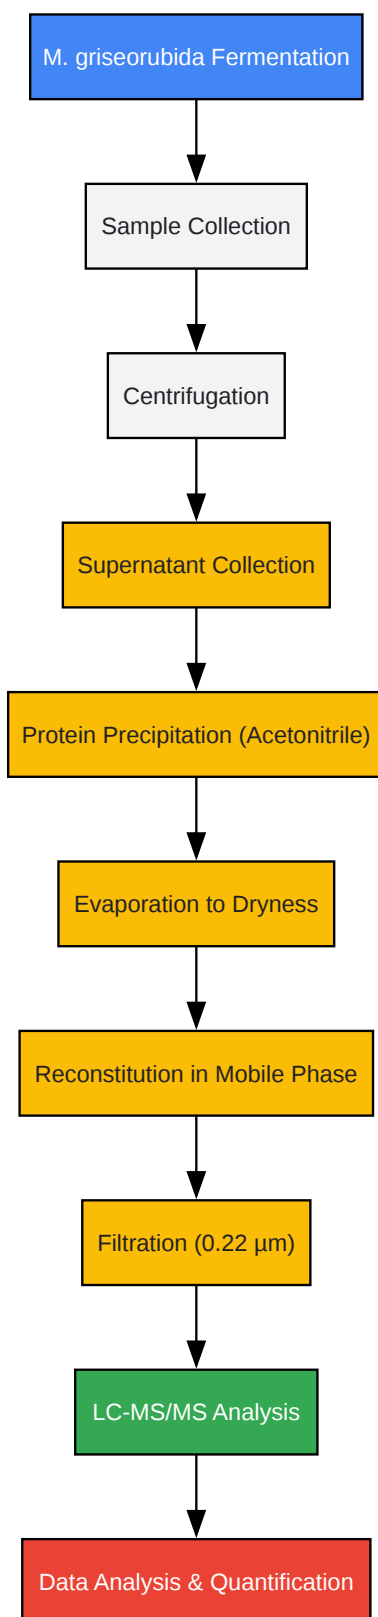 M. griseorubida Fermentation
Sample Collection
Centrifugation
Supernatant Collection
Protein Precipitation (Acetonitrile)
Evaporation to Dryness
Reconstitution in Mobile Phase
Filtration (0.22 µm)
LC-MS/MS Analysis
Data Analysis & Quantification